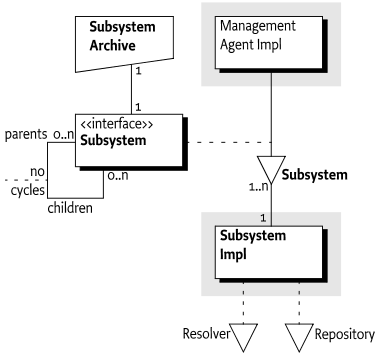 Subsystem
Archive
Management
Agent Impl
1
1
<<interface>>
Subsystem
parents 0..n
no
cycles
0..n
children
Subsystem
1..n
1
Subsystem
Impl
Resolver
Repository